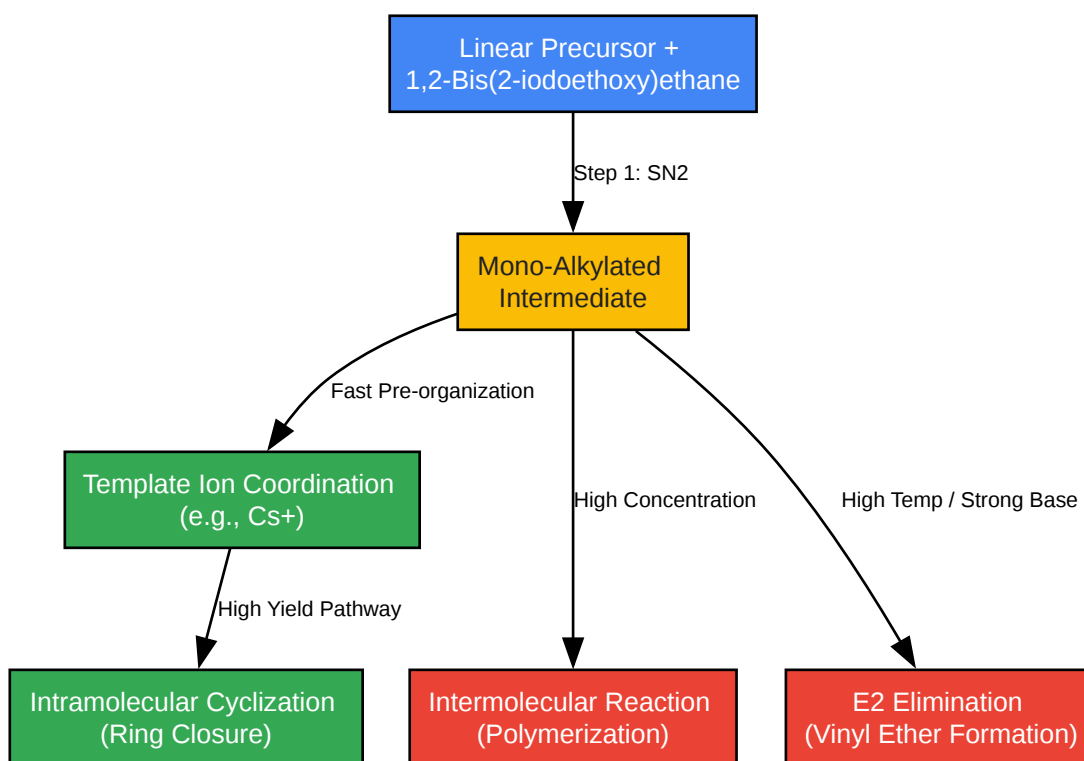 Linear Precursor +
1,2-Bis(2-iodoethoxy)ethane
Step 1: SN2
Mono-Alkylated
Intermediate
Fast Pre-organization
Template Ion Coordination
(e.g., Cs+)
High Concentration
High Temp / Strong Base
High Yield Pathway
Intramolecular Cyclization
(Ring Closure)
Intermolecular Reaction
(Polymerization)
E2 Elimination
(Vinyl Ether Formation)